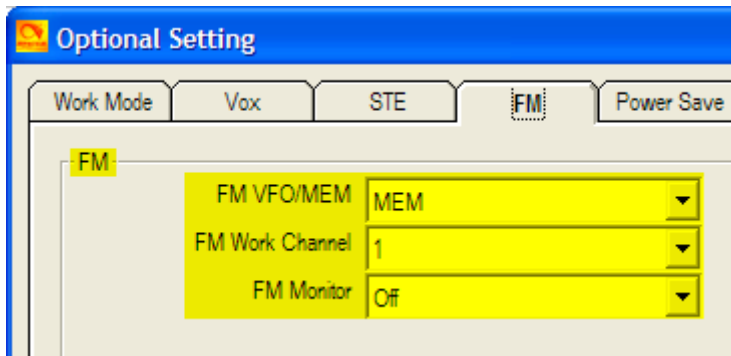 Optional Setting
Work Mode Vox STE FM Power Save
FM
FM VFO/MEM MEM
FM Work Channel 1
FM Monitor Off